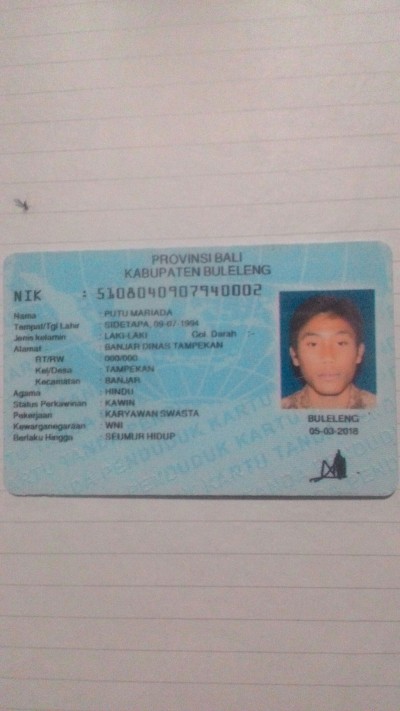 PROVINSI BALI
KABUPATEN BULELENG
NIK : 5108040907940002
Nama : PUTU MARIADA
Tempat/Tgl Lahir : SIDETAPA, 09-07-1994
Jenis kelamin : LAKI-LAKI Gol. Darah :-
Alamat : BANJAR DINAS TAMPEKAN
RT/RW : 000/000
Kel/Desa : TAMPEKAN
Kecamatan : BANJAR
Agama : HINDU
Status Perkawinan : KAWIN
Pekerjaan : KARYAWAN SWASTA
Kewarganegaraan : WNI
Berlaku Hingga : SEUMUR HIDUP
BULELENG
05-03-2018